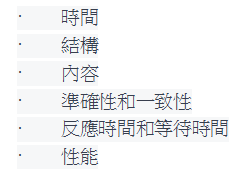 · 時間
· 結構
· 內容
· 準確性和一致性
· 反應時間和等待時間
· 性能